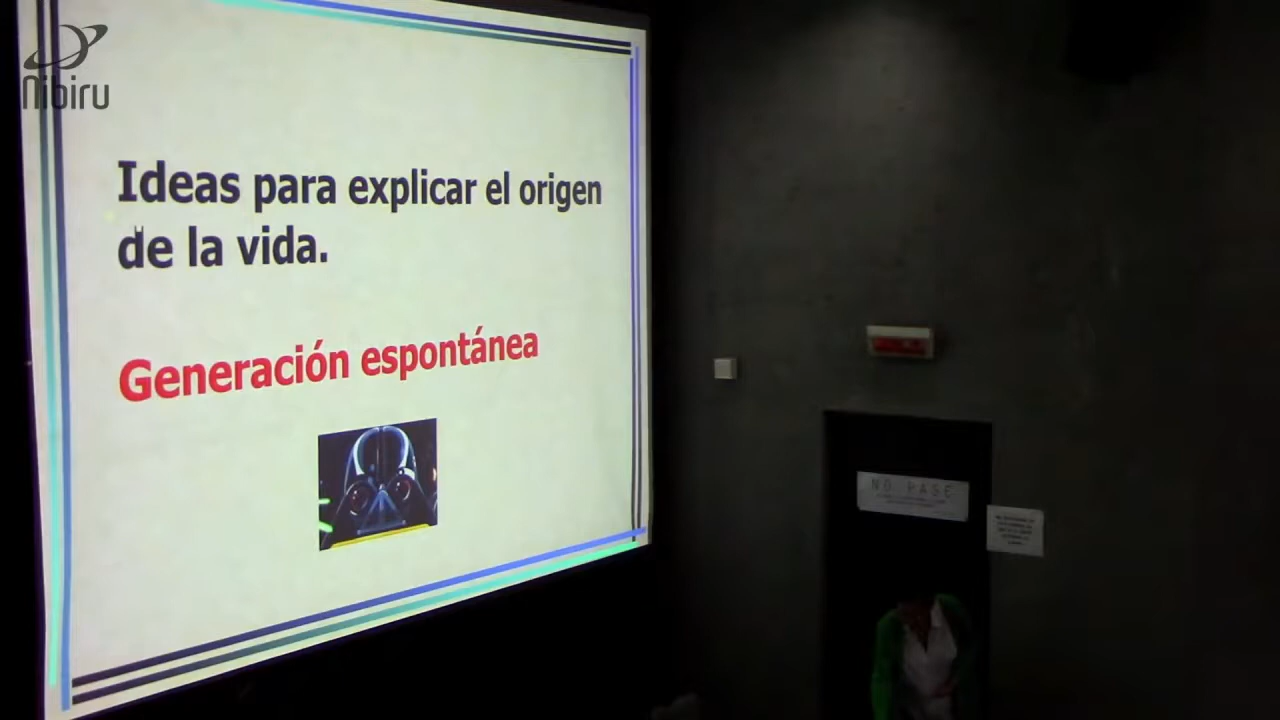 Nibiru
Ideas para explicar el origen
de la vida.
Generación espontánea
NO PASE